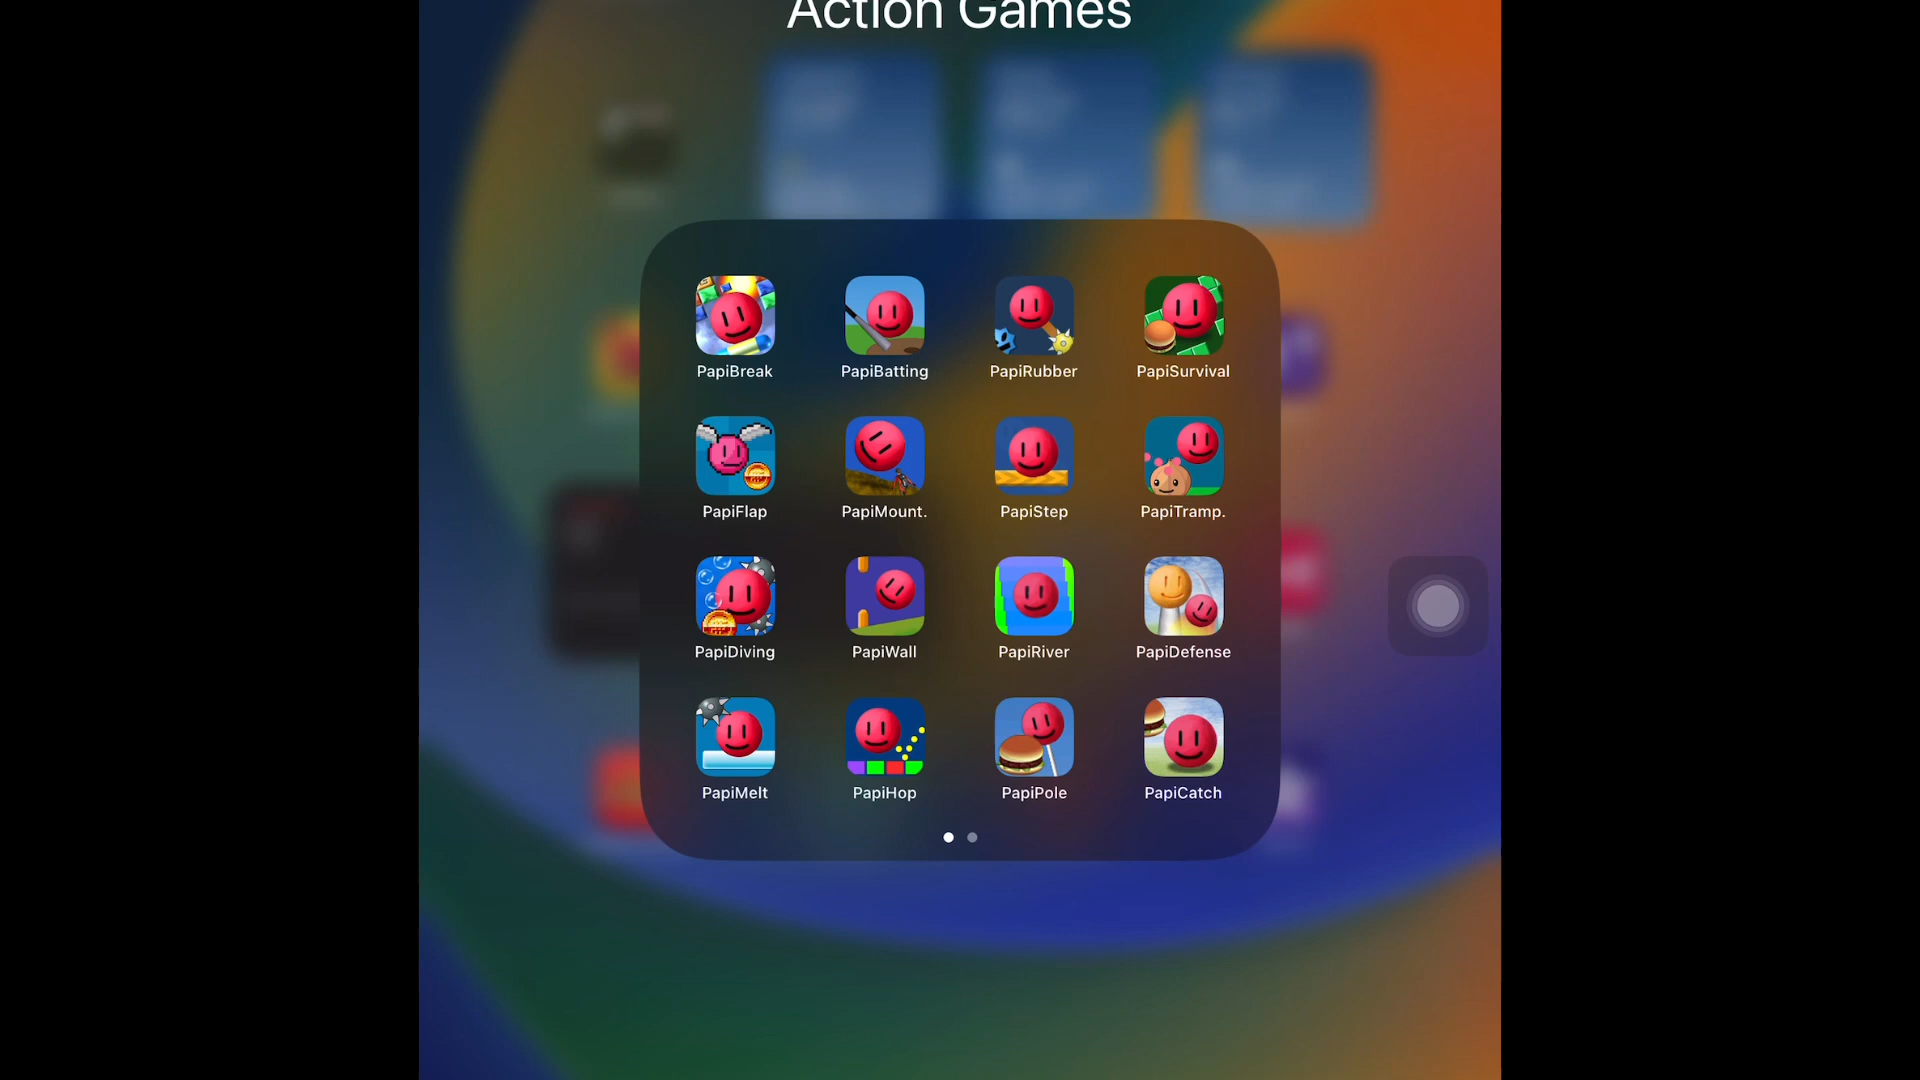 Action Games
PapiBreak
PapiBatting
PapiRubber
PapiSurvival
PapiFlap
PapiMount.
PapiStep
PapiTramp.
PapiDiving
PapiWall
PapiRiver
PapiDefense
PapiMelt
PapiHop
PapiPole
PapiCatch